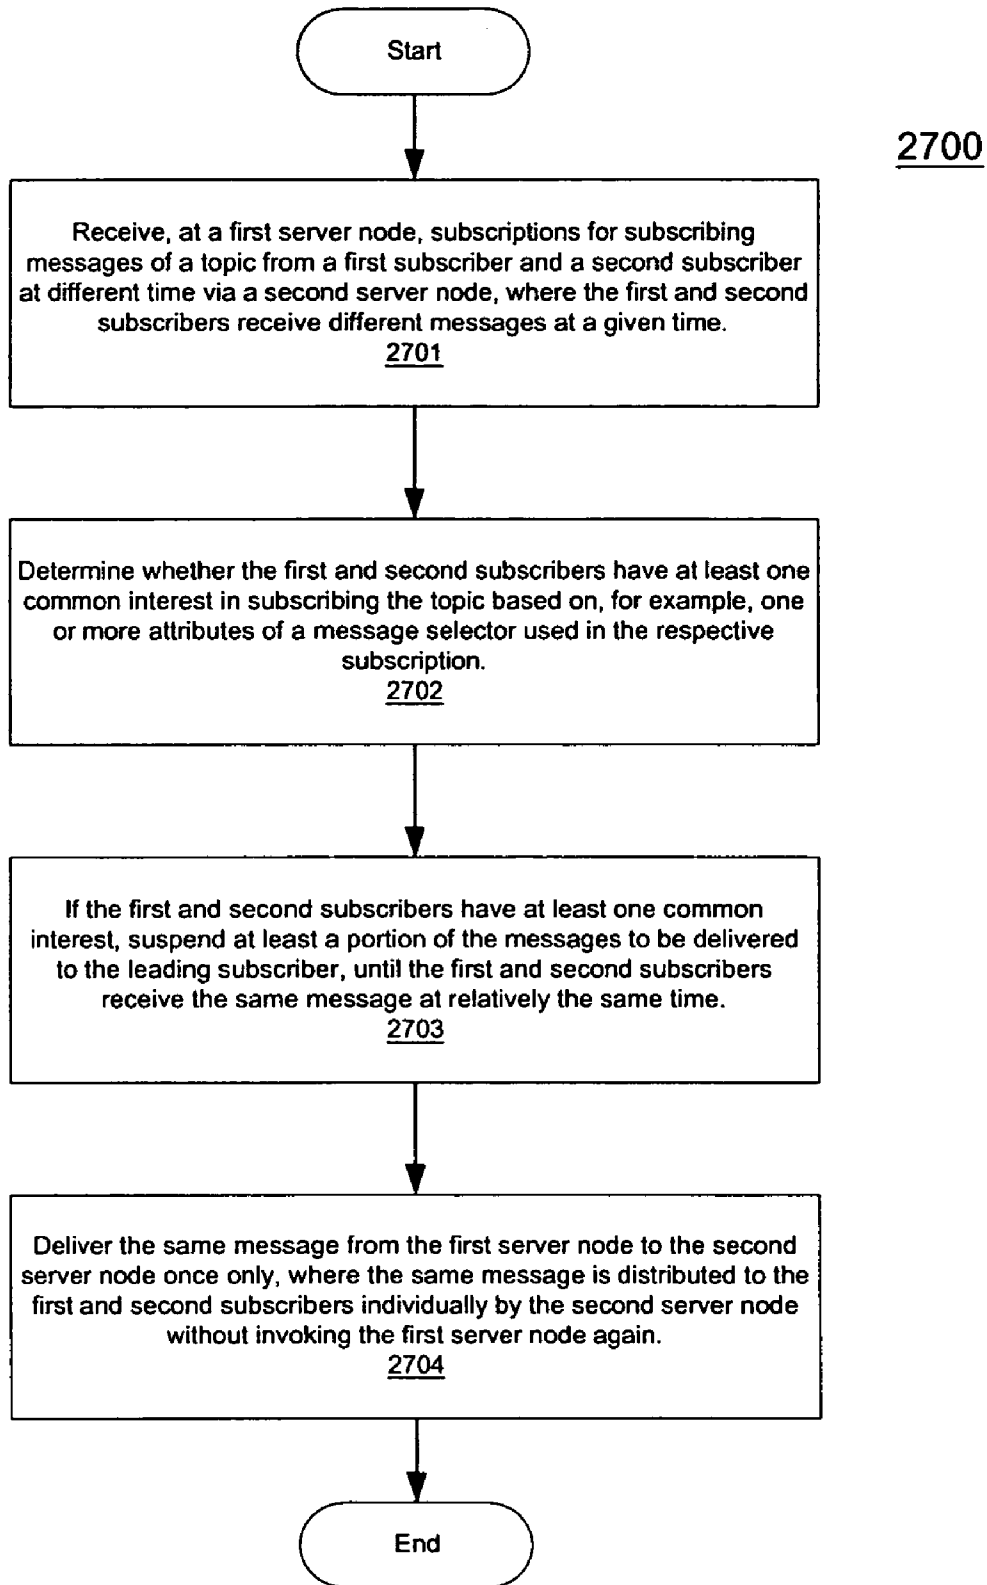 Start
2700
Receive, at a first server node, subscriptions for subscribing
messages of a topic from a first subscriber and a second subscriber
at different time via a second server node, where the first and second
subscribers receive different messages at a given time.
2701
Determine whether the first and second subscribers have at least one
common interest in subscribing the topic based on, for example, one
or more attributes of a message selector used in the respective
subscription.
2702
If the first and second subscribers have at least one common
interest, suspend at least a portion of the messages to be delivered
to the leading subscriber, until the first and second subscribers
receive the same message at relatively the same time.
2703
Deliver the same message from the first server node to the second
server node once only, where the same message is distributed to the
first and second subscribers individually by the second server node
without invoking the first server node again.
2704
End